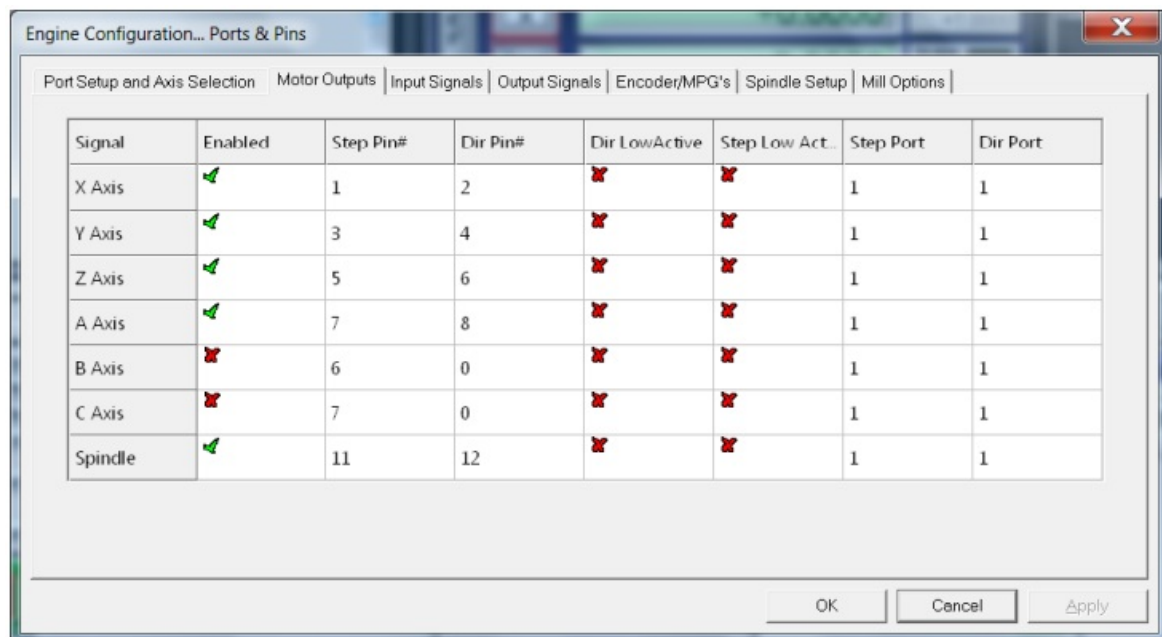 Engine Configuration... Ports & Pins
Port Setup and Axis Selection Motor Outputs Input Signals Output Signals Encoder/MPG's Spindle Setup Mill Options
Signal Enabled Step Pin# Dir Pin# Dir LowActive Step Low Act... Step Port Dir Port
X Axis 1 2 1 1
Y Axis 3 4 1 1
Z Axis 5 6 1 1
A Axis 7 8 1 1
B Axis 6 0 1 1
C Axis 7 0 1 1
Spindle 11 12 1 1
OK Cancel Apply